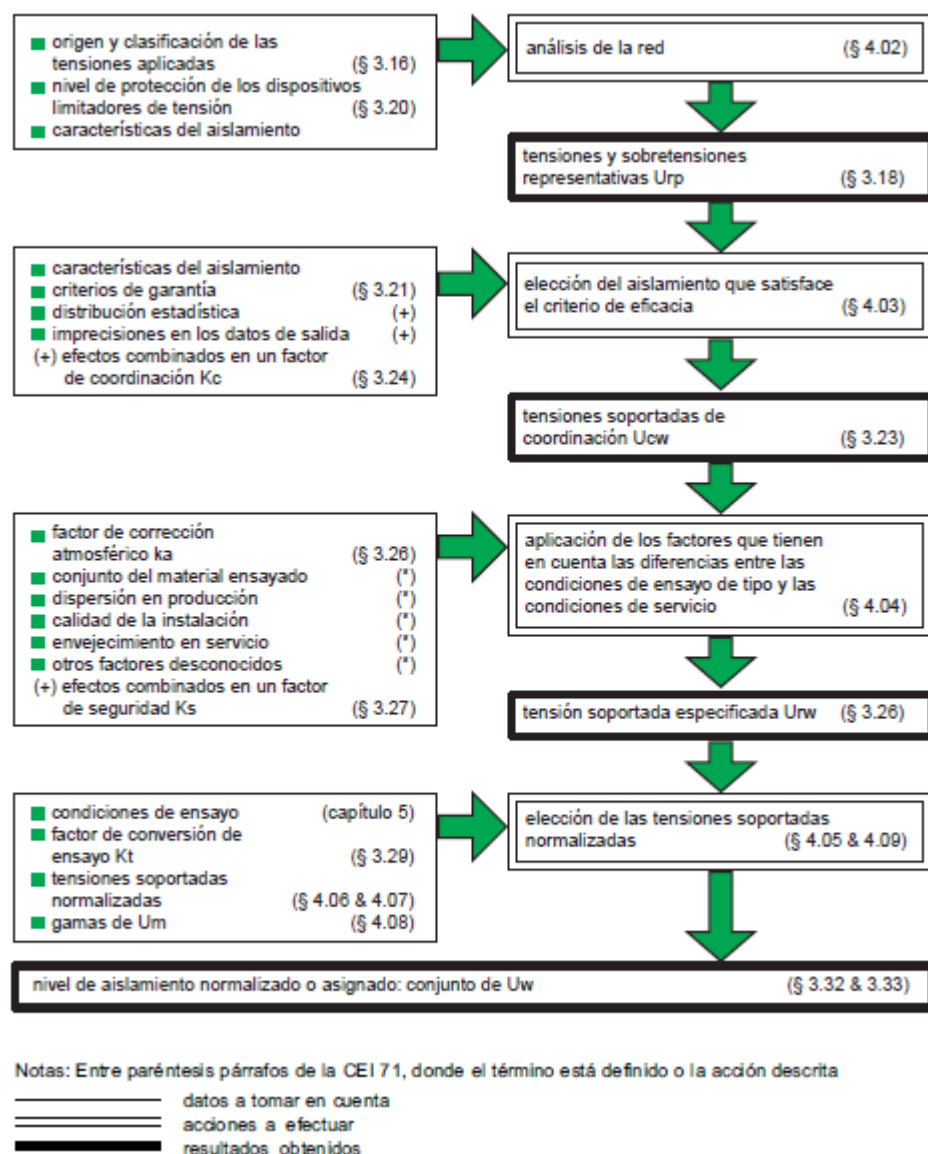 origen y clasificación de las
tensiones aplicadas (§ 3.16)
nivel de protección de los dispositivos
limitadores de tensión (§ 3.20)
características del aislamiento
análisis de la red (§ 4.02)
tensiones y sobretensiones
representativas Urp (§ 3.18)
características del aislamiento
criterios de garantía (§ 3.21)
distribución estadística (+)
imprecisiones en los datos de salida (+)
(+) efectos combinados en un factor
de coordinación Kc (§ 3.24)
elección del aislamiento que satisface
el criterio de eficacia (§ 4.03)
tensiones soportadas de
coordinación Ucw (§ 3.23)
factor de corrección
atmosférico ka (§ 3.26)
conjunto del material ensayado (*)
dispersión en producción (*)
calidad de la instalación (*)
envejecimiento en servicio (*)
otros factores desconocidos (*)
(+) efectos combinados en un factor
de seguridad Ks (§ 3.27)
aplicación de los factores que tienen
en cuenta las diferencias entre las
condiciones de ensayo de tipo y las
condiciones de servicio (§ 4.04)
tensión soportada especificada Urw (§ 3.26)
condiciones de ensayo (capítulo 5)
factor de conversión de
ensayo Kt (§ 3.29)
tensiones soportadas
normalizadas (§ 4.06 & 4.07)
gamas de Um (§ 4.08)
elección de las tensiones soportadas
normalizadas (§ 4.05 & 4.09)
nivel de aislamiento normalizado o asignado: conjunto de Uw (§ 3.32 & 3.33)
Notas: Entre paréntesis párrafos de la CEI 71, donde el término está definido o la acción descrita
datos a tomar en cuenta
acciones a efectuar
resultados obtenidos